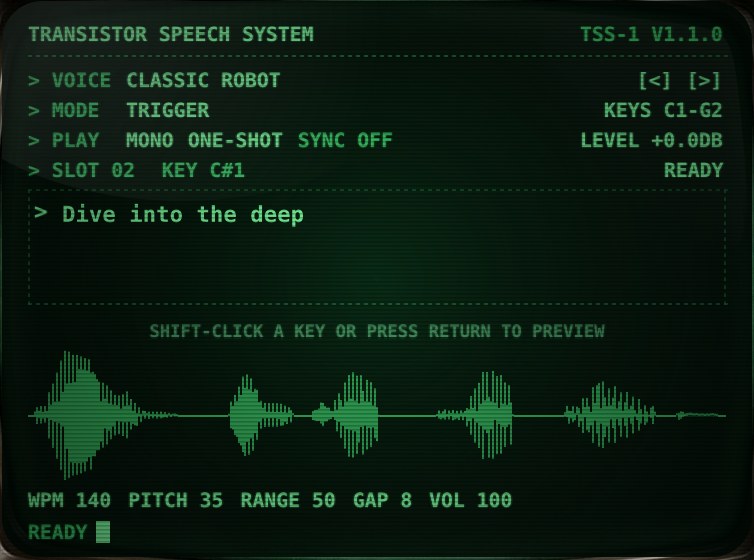 TRANSISTOR SPEECH SYSTEM TSS-1 V1.1.0
> VOICE CLASSIC ROBOT [<] [>]
> MODE TRIGGER KEYS C1-G2
> PLAY MONO ONE-SHOT SYNC OFF LEVEL +0.0DB
> SLOT 02 KEY C#1 READY
> Dive into the deep
SHIFT-CLICK A KEY OR PRESS RETURN TO PREVIEW
WPM 140 PITCH 35 RANGE 50 GAP 8 VOL 100
READY